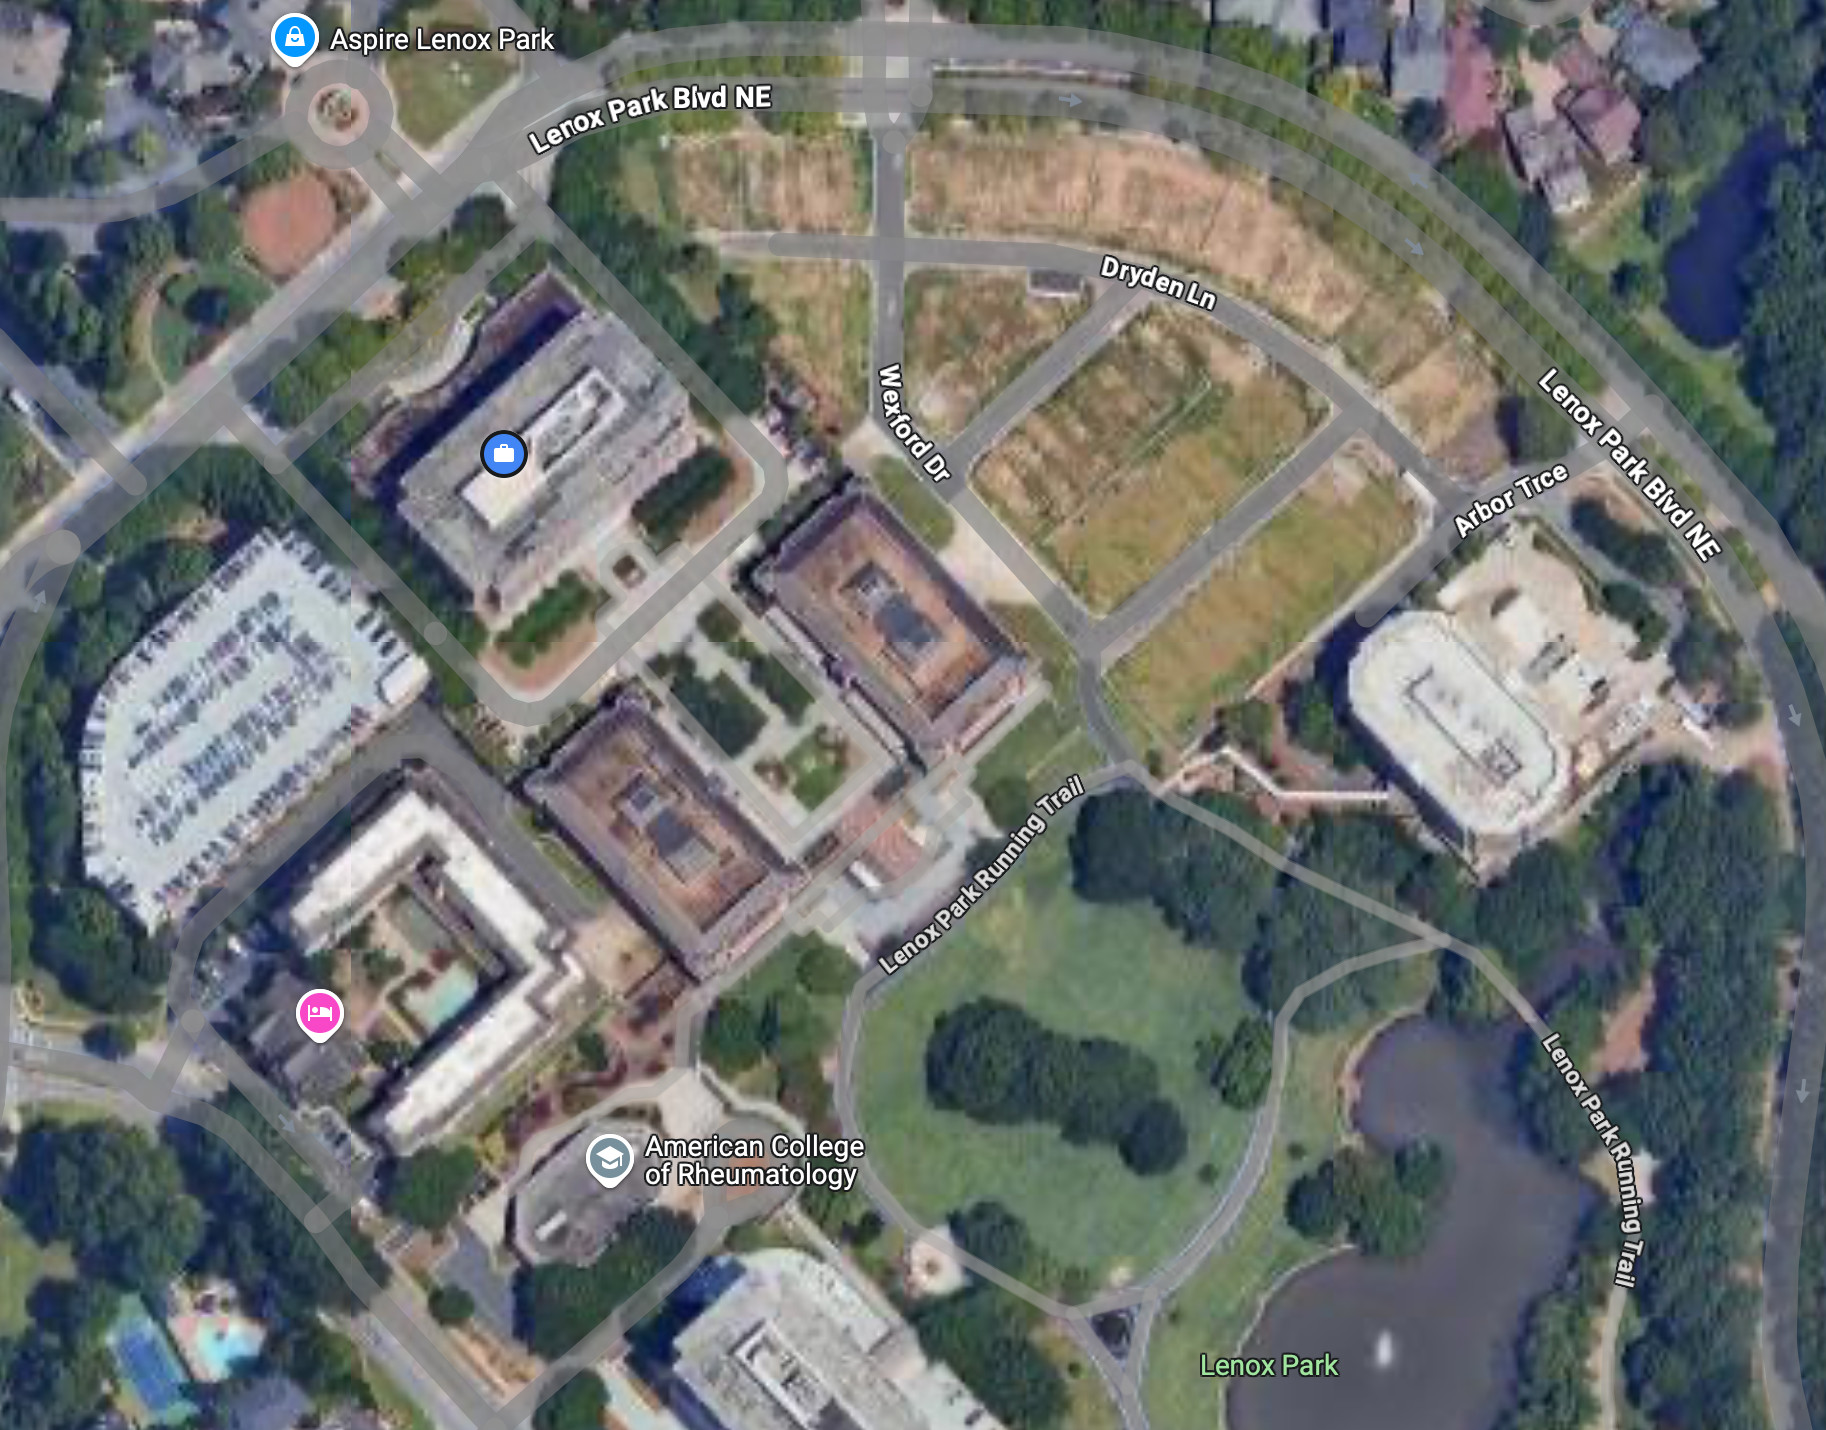 Aspire Lenox Park
Lenox Park Blvd NE
Dryden Ln
Wexford Dr
Lenox Park Blvd NE
Arbor Trce
Lenox Park Running Trail
Lenox Park Running Trail
American College
of Rheumatology
Lenox Park